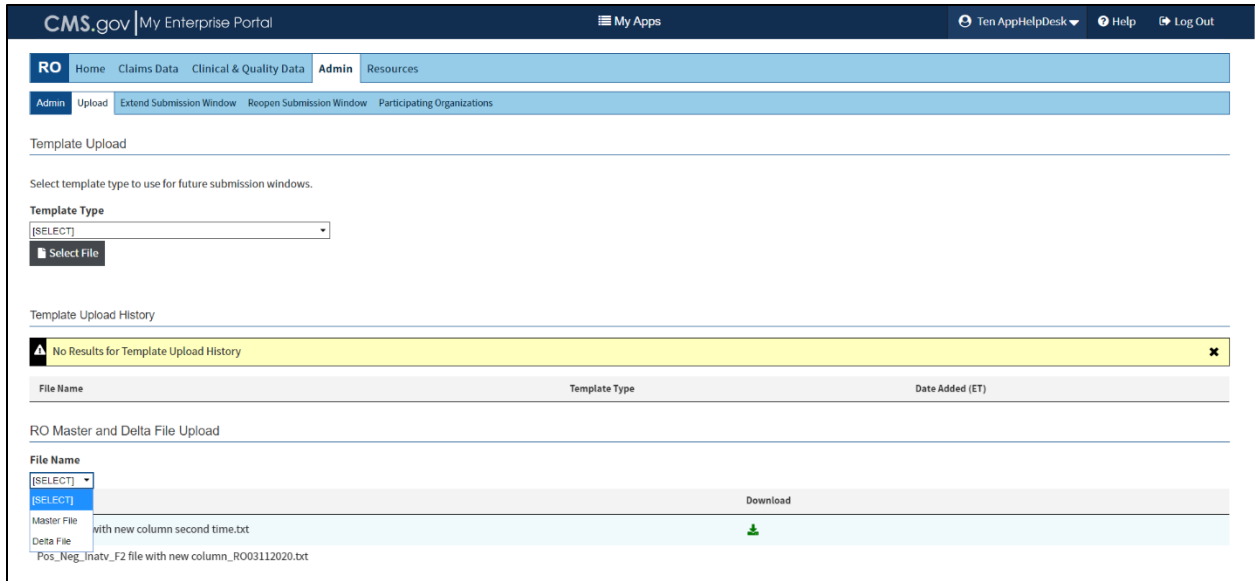 CMS.gov My Enterprise Portal My Apps Ten AppHelpDesk Help Log Out
RO Home Claims Data Clinical & Quality Data Admin Resources
Admin Upload Extend Submission Window Reopen Submission Window Participating Organizations
Template Upload
Select template type to use for future submission windows.
Template Type
[SELECT]
Select File
Template Upload History
No Results for Template Upload History
File Name Template Type Date Added (ET)
RO Master and Delta File Upload
File Name
[SELECT]
[SELECT] Download
Master File
with new column second time.txt
Delta File
Pos_Neg_Inatv_F2 file with new column_RO03112020.txt